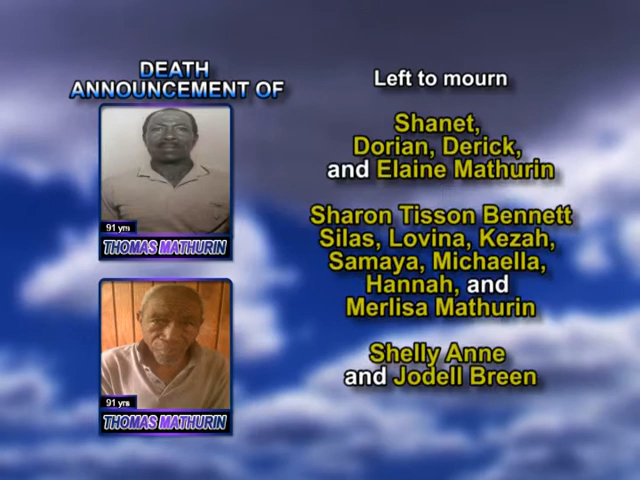 DEATH
ANNOUNCEMENT OF
91 yrs
THOMAS MATHURIN
91 yrs
THOMAS MATHURIN
Left to mourn
Shanet,
Dorian, Derick,
and Elaine Mathurin
Sharon Tisson Bennett
Silas, Lovina, Kezah,
Samaya, Michaella,
Hannah, and
Merlisa Mathurin
Shelly Anne
and Jodell Breen